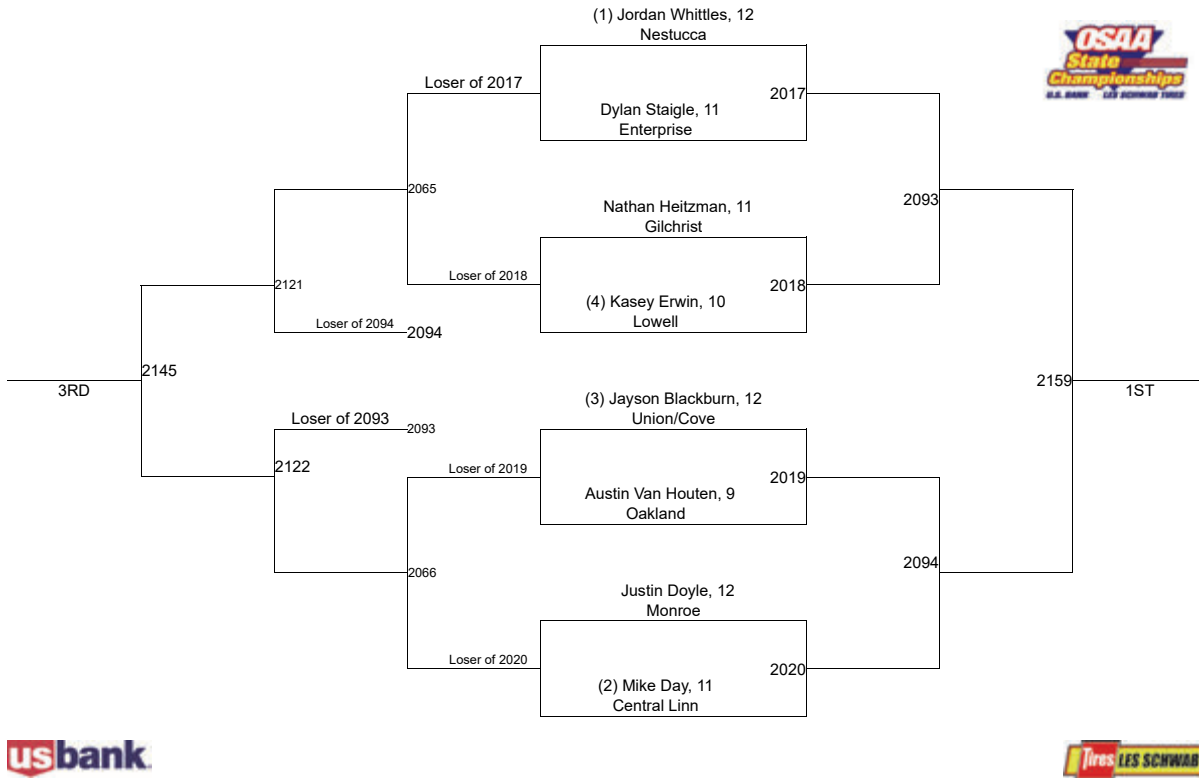 (1) Jordan Whittles, 12
Nestucca
OSAA
State
Championships
U.S. BANK LES SCHWAB TIRES
Loser of 2017
2017
Dylan Staigle, 11
Enterprise
2065
2093
Nathan Heitzman, 11
Gilchrist
Loser of 2018
2018
2121
(4) Kasey Erwin, 10
Lowell
Loser of 2094
2094
2145
3RD
2159
1ST
(3) Jayson Blackburn, 12
Union/Cove
Loser of 2093
2093
2122
Loser of 2019
2019
Austin Van Houten, 9
Oakland
2066
2094
Justin Doyle, 12
Monroe
Loser of 2020
2020
(2) Mike Day, 11
Central Linn
usbank
Tires LES SCHWAB